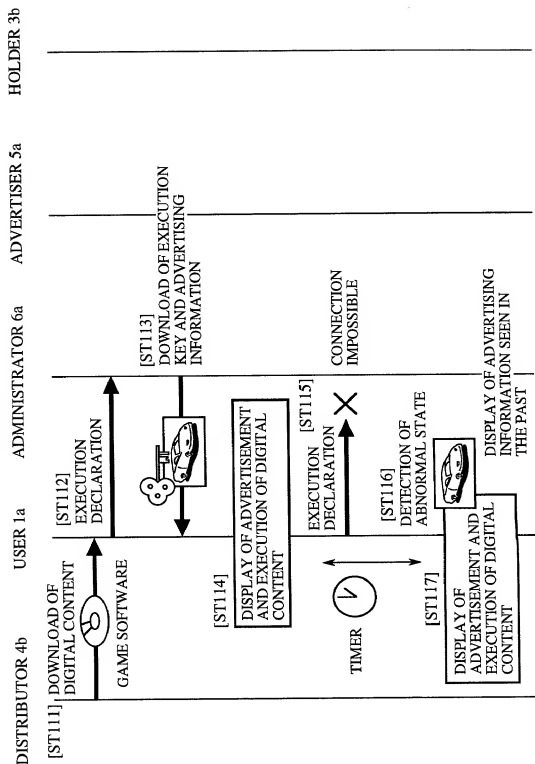 DISTRIBUTOR 4b
USER 1a
ADMINISTRATOR 6a
ADVERTISER 5a
HOLDER 3b
[ST111] DOWNLOAD OF
DIGITAL CONTENT
GAME SOFTWARE
[ST112]
EXECUTION
DECLARATION
[ST113]
DOWNLOAD OF EXECUTION
KEY AND ADVERTISING
INFORMATION
[ST114]
DISPLAY OF ADVERTISEMENT
AND EXECUTION OF DIGITAL
CONTENT
TIMER
[ST115]
EXECUTION
DECLARATION
CONNECTION
IMPOSSIBLE
[ST116]
DETECTION OF
ABNORMAL STATE
[ST117]
DISPLAY OF
ADVERTISEMENT AND
EXECUTION OF DIGITAL
CONTENT
DISPLAY OF ADVERTISING
INFORMATION SEEN IN
THE PAST